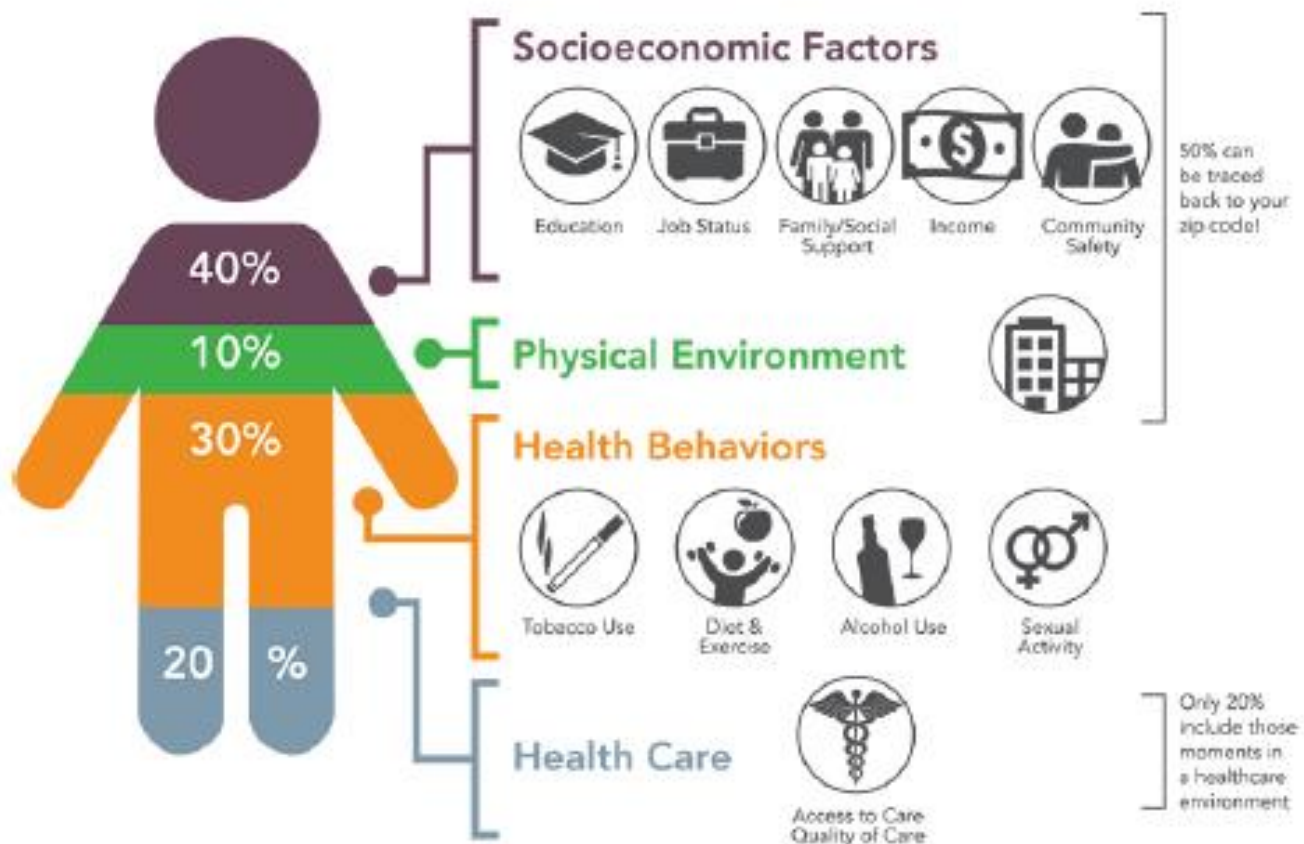 Socioeconomic Factors
Education
Job Status
Family/Social
Support
Income
Community
Safety
50% can
be traced
back to your
zip code!
40%
10%
Physical Environment
30%
Health Behaviors
Tobacco Use
Diet &
Exercise
Alcohol Use
Sexual
Activity
20 %
Health Care
Access to Care
Quality of Care
Only 20%
include those
moments in
a healthcare
environment